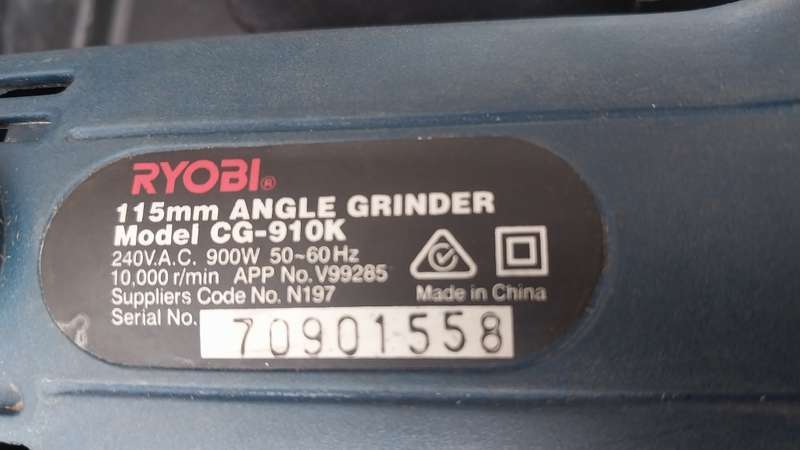 RYOBI®
115mm ANGLE GRINDER
Model CG-910K
240V.A.C. 900W 50~60Hz
10,000 r/min APP No. V99285
Suppliers Code No. N197
Made in China
Serial No. 70901558